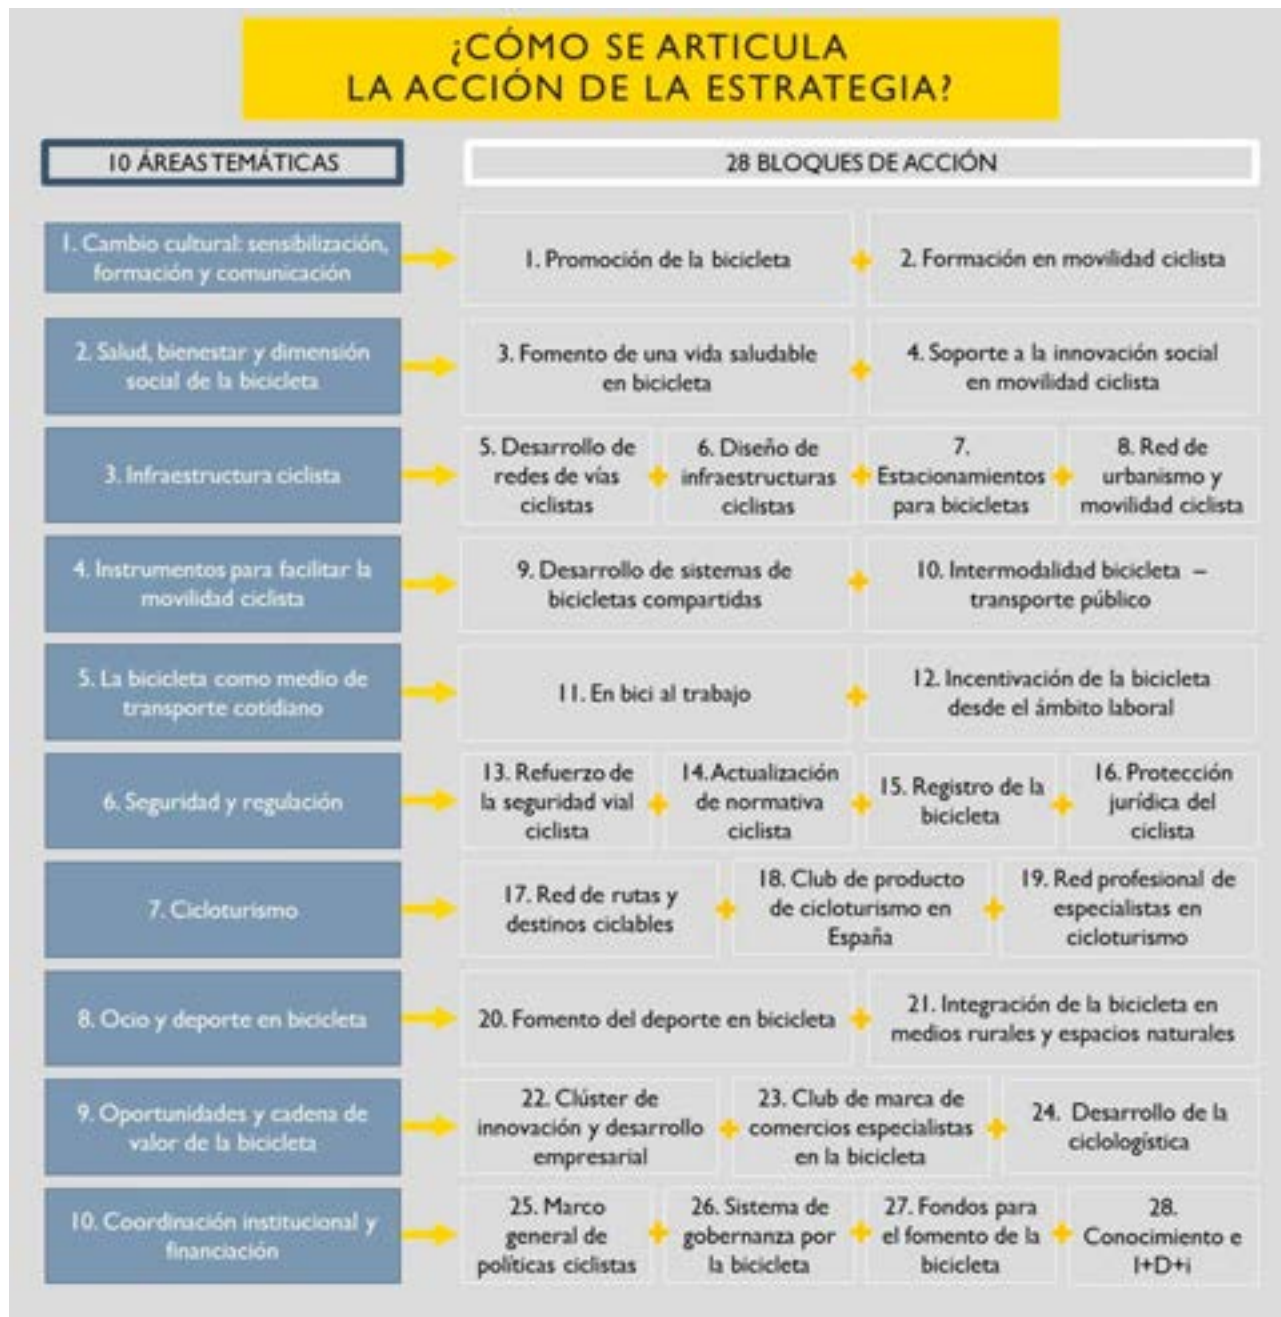 ¿CÓMO SE ARTICULA
LA ACCIÓN DE LA ESTRATEGIA?
10 ÁREAS TEMÁTICAS
28 BLOQUES DE ACCIÓN
1. Cambio cultural: sensibilización,
formación y comunicación
1. Promoción de la bicicleta
2. Formación en movilidad ciclista
2. Salud, bienestar y dimensión
social de la bicicleta
3. Fomento de una vida saludable
en bicicleta
4. Soporte a la innovación social
en movilidad ciclista
3. Infraestructura ciclista
5. Desarrollo de
redes de vías
ciclistas
6. Diseño de
infraestructuras
ciclistas
7.
Estacionamientos
para bicicletas
8. Red de
urbanismo y
movilidad ciclista
4. Instrumentos para facilitar la
movilidad ciclista
9. Desarrollo de sistemas de
bicicletas compartidas
10. Intermodalidad bicicleta –
transporte público
5. La bicicleta como medio de
transporte cotidiano
11. En bici al trabajo
12. Incentivación de la bicicleta
desde el ámbito laboral
6. Seguridad y regulación
13. Refuerzo de
la seguridad vial
ciclista
14. Actualización
de normativa
ciclista
15. Registro de la
bicicleta
16. Protección
jurídica del
ciclista
7. Cicloturismo
17. Red de rutas y
destinos ciclables
18. Club de producto
de cicloturismo en
España
19. Red profesional de
especialistas en
cicloturismo
8. Ocio y deporte en bicicleta
20. Fomento del deporte en bicicleta
21. Integración de la bicicleta en
medios rurales y espacios naturales
9. Oportunidades y cadena de
valor de la bicicleta
22. Clúster de
innovación y desarrollo
empresarial
23. Club de marca de
comercios especialistas
en la bicicleta
24. Desarrollo de la
ciclologística
10. Coordinación institucional y
financiación
25. Marco
general de
políticas ciclistas
26. Sistema de
gobernanza por
la bicicleta
27. Fondos para
el fomento de la
bicicleta
28.
Conocimiento e
I+D+i